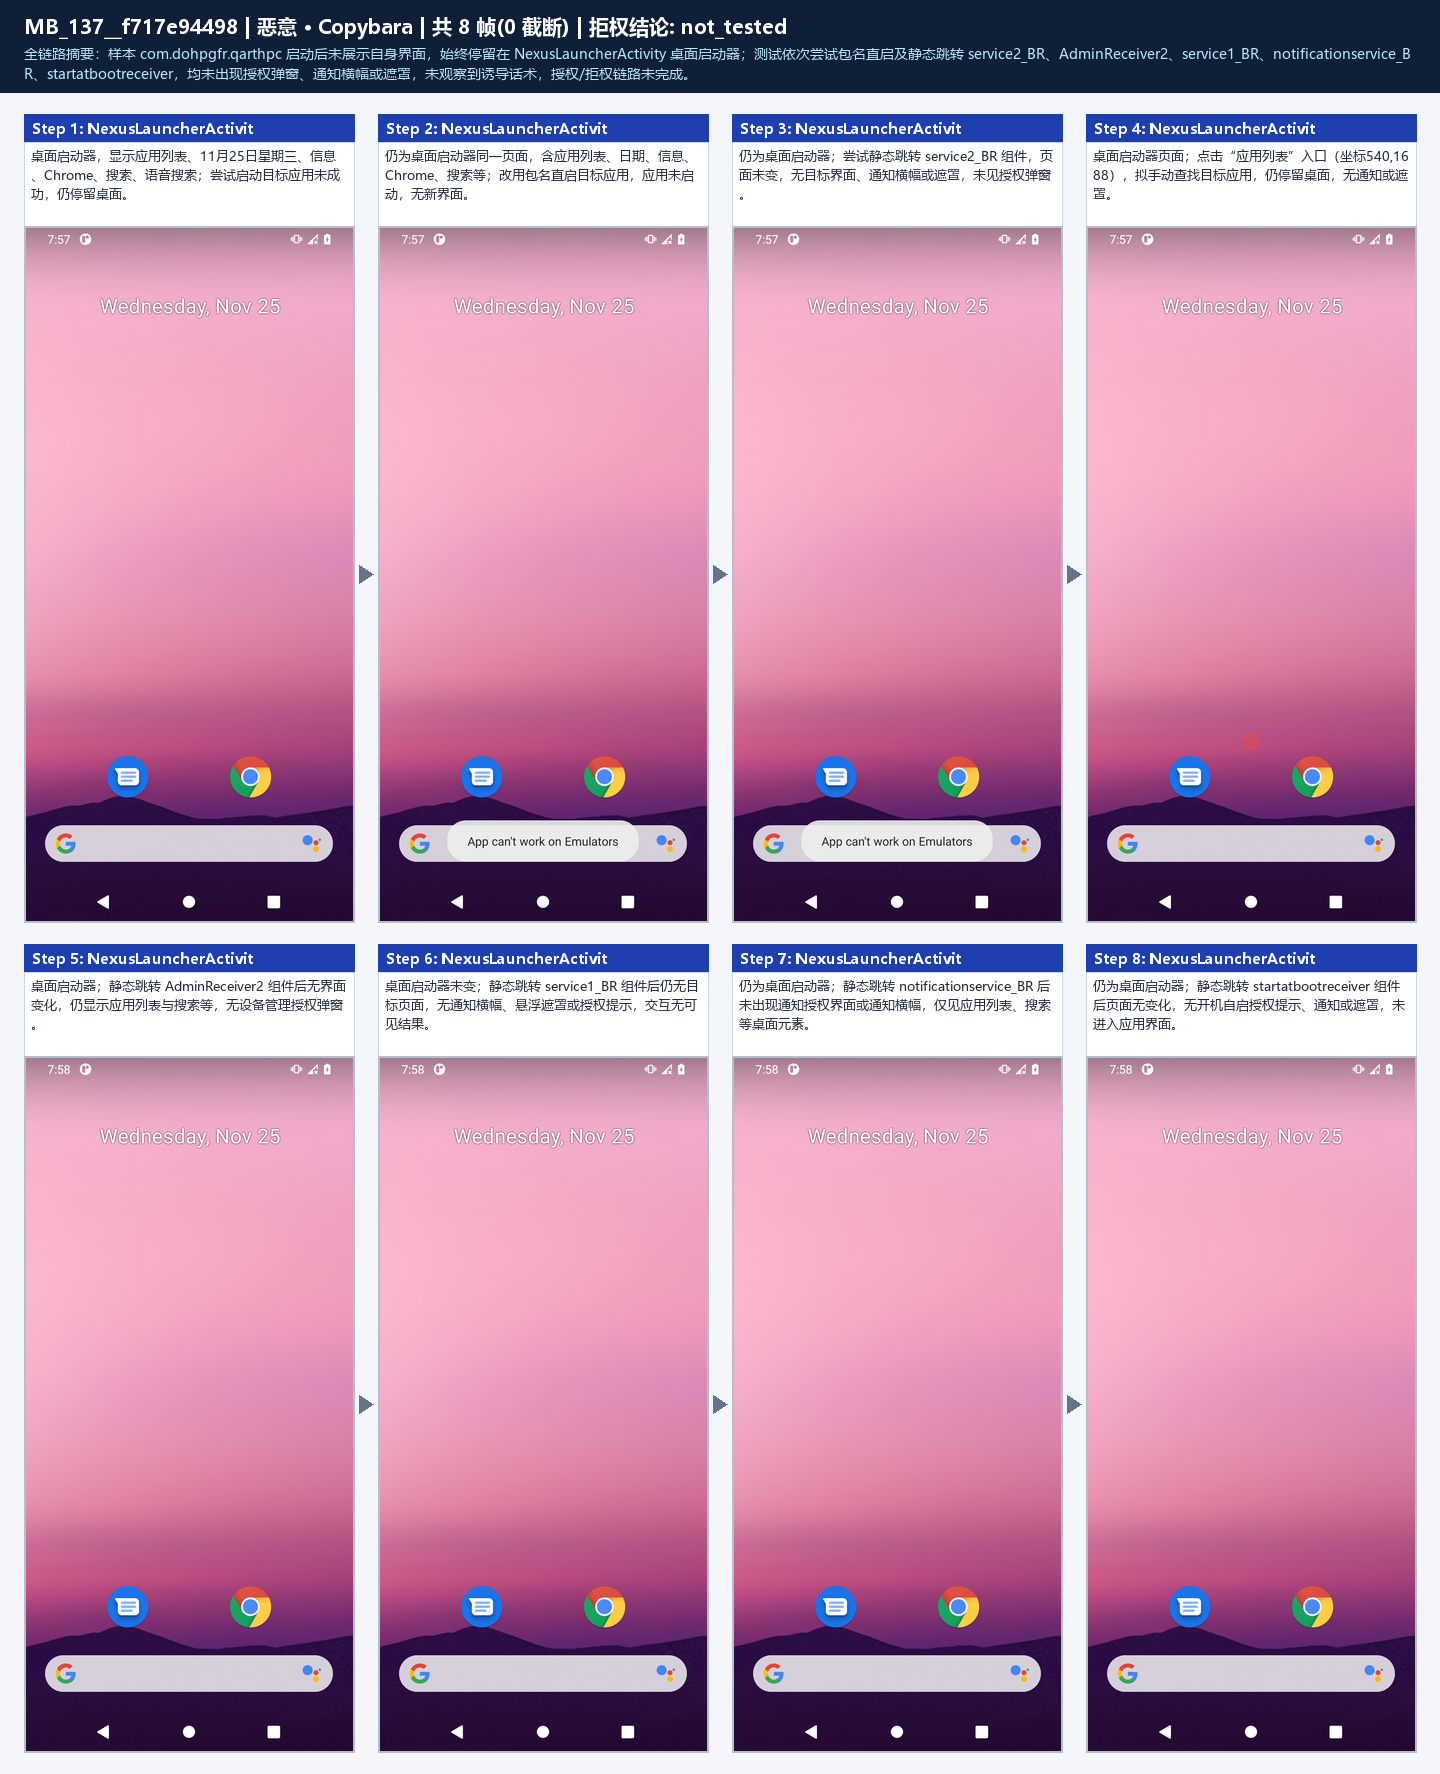 MB_137__f717e94498 | 恶意 • Copybara | 共 8 帧(0 截断) | 拒权结论: not_tested
全链路摘要：样本 com.dohpgfr.qarthpc 启动后未展示自身界面，始终停留在 NexusLauncherActivity 桌面启动器；测试依次尝试包名直启及静态跳转 service2_BR、AdminReceiver2、service1_BR、notificationservice_B
R、startatbootreceiver，均未出现授权弹窗、通知横幅或遮罩，未观察到诱导话术，授权/拒权链路未完成。
Step 1: NexusLauncherActivit
桌面启动器，显示应用列表、11月25日星期三、信息
、Chrome、搜索、语音搜索；尝试启动目标应用未成
功，仍停留桌面。
7:57
Wednesday, Nov 25
Step 2: NexusLauncherActivit
仍为桌面启动器同一页面，含应用列表、日期、信息、
Chrome、搜索等；改用包名直启目标应用，应用未启
动，无新界面。
7:57
Wednesday, Nov 25
App can't work on Emulators
Step 3: NexusLauncherActivit
仍为桌面启动器；尝试静态跳转 service2_BR 组件，页
面未变，无目标界面、通知横幅或遮罩，未见授权弹窗
。
7:57
Wednesday, Nov 25
App can't work on Emulators
Step 4: NexusLauncherActivit
桌面启动器页面；点击“应用列表”入口（坐标540,16
88），拟手动查找目标应用，仍停留桌面，无通知或遮
罩。
7:57
Wednesday, Nov 25
Step 5: NexusLauncherActivit
桌面启动器；静态跳转 AdminReceiver2 组件后无界面
变化，仍显示应用列表与搜索等，无设备管理授权弹窗
。
7:58
Wednesday, Nov 25
Step 6: NexusLauncherActivit
桌面启动器未变；静态跳转 service1_BR 组件后仍无目
标页面，无通知横幅、悬浮遮罩或授权提示，交互无可
见结果。
7:58
Wednesday, Nov 25
Step 7: NexusLauncherActivit
仍为桌面启动器；静态跳转 notificationservice_BR 后
未出现通知授权界面或通知横幅，仅见应用列表、搜索
等桌面元素。
7:58
Wednesday, Nov 25
Step 8: NexusLauncherActivit
仍为桌面启动器；静态跳转 startatbootreceiver 组件
后页面无变化，无开机自启授权提示、通知或遮罩，未
进入应用界面。
7:58
Wednesday, Nov 25